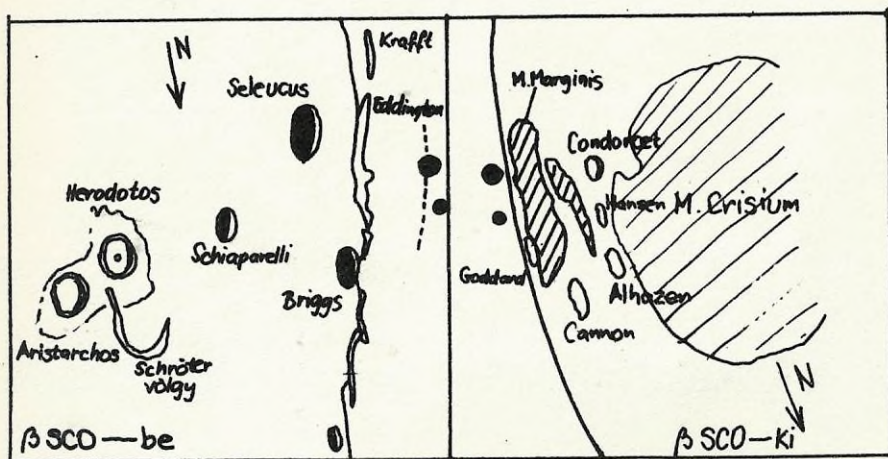 N
Krafft
Seleucus
Eddington
Herodotos
Schiaparelli
Briggs
Aristarchos
Schröter
völgy
β SCO — be
M. Marginis
Condorcet
Hansen
M. Crisium
Goddard
Alhazen
Cannon
N
β SCO — ki